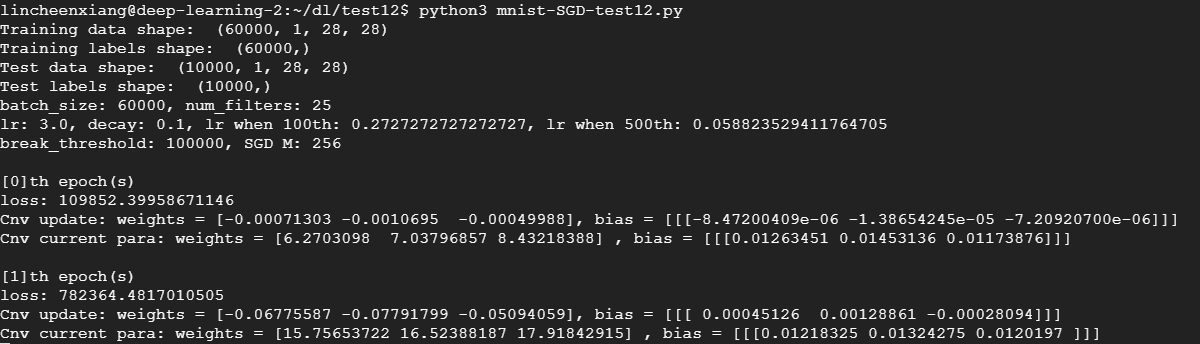 lincheenxiang@deep-learning-2:~/dl/test12$ python3 mnist-SGD-test12.py
Training data shape:  (60000, 1, 28, 28)
Training labels shape:  (60000,)
Test data shape:  (10000, 1, 28, 28)
Test labels shape:  (10000,)
batch_size: 60000, num_filters: 25
lr: 3.0, decay: 0.1, lr when 100th: 0.2727272727272727, lr when 500th: 0.058823529411764705
break_threshold: 100000, SGD M: 256
[0]th epoch(s)
loss: 109852.39958671146
Cnv update: weights = [-0.00071303 -0.0010695  -0.00049988], bias = [[[-8.47200409e-06 -1.38654245e-05 -7.20920700e-06]]]
Cnv current para: weights = [6.2703098  7.03796857 8.43218388] , bias = [[[0.01263451 0.01453136 0.01173876]]]
[1]th epoch(s)
loss: 782364.4817010505
Cnv update: weights = [-0.06775587 -0.07791799 -0.05094059], bias = [[[ 0.00045126  0.00128861 -0.00028094]]]
Cnv current para: weights = [15.75653722 16.52388187 17.91842915] , bias = [[[0.01218325 0.01324275 0.0120197 ]]]